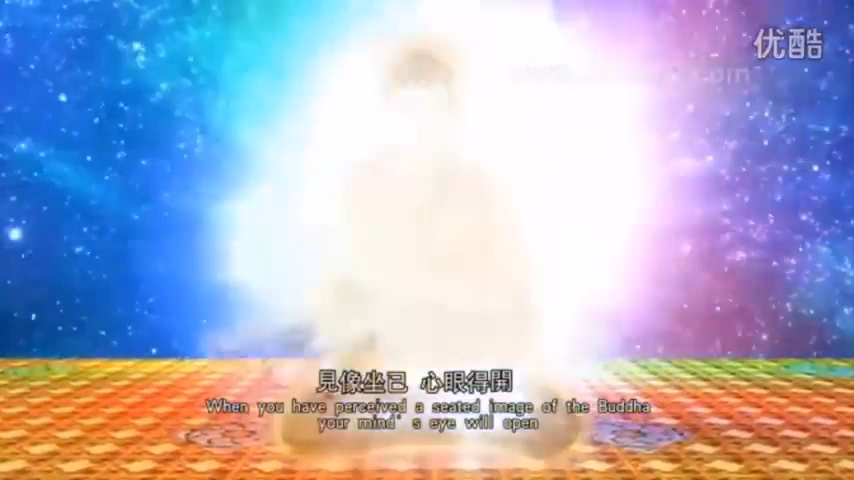 优酷
見像坐已 心眼得開
When you have perceived a seated image of the Buddha
your mind's eye will open